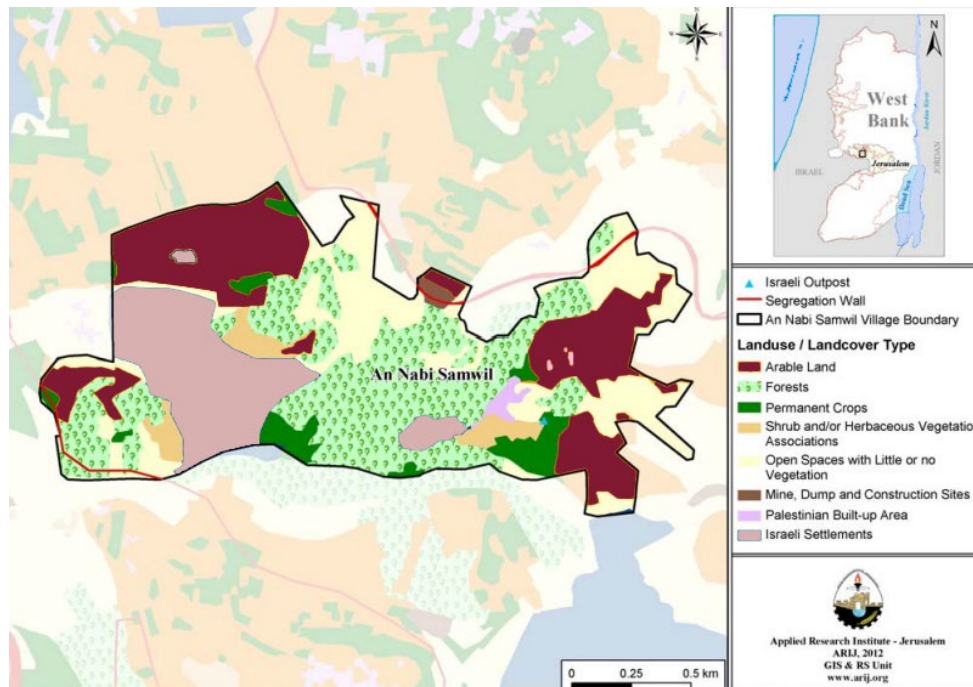 N
W
E
S
An Nabi Samwil
0 0.25 0.5 km
N
West
Bank
Jordan River
Jerusalem
ISRAEL
JORDAN
Dead Sea
Israeli Outpost
Segregation Wall
An Nabi Samwil Village Boundary
Landuse / Landcover Type
Arable Land
Forests
Permanent Crops
Shrub and/or Herbaceous Vegetatio
Associations
Open Spaces with Little or no
Vegetation
Mine, Dump and Construction Sites
Palestinian Built-up Area
Israeli Settlements
Applied Research Institute - Jerusalem
ARIJ, 2012
GIS & RS Unit
www.arij.org